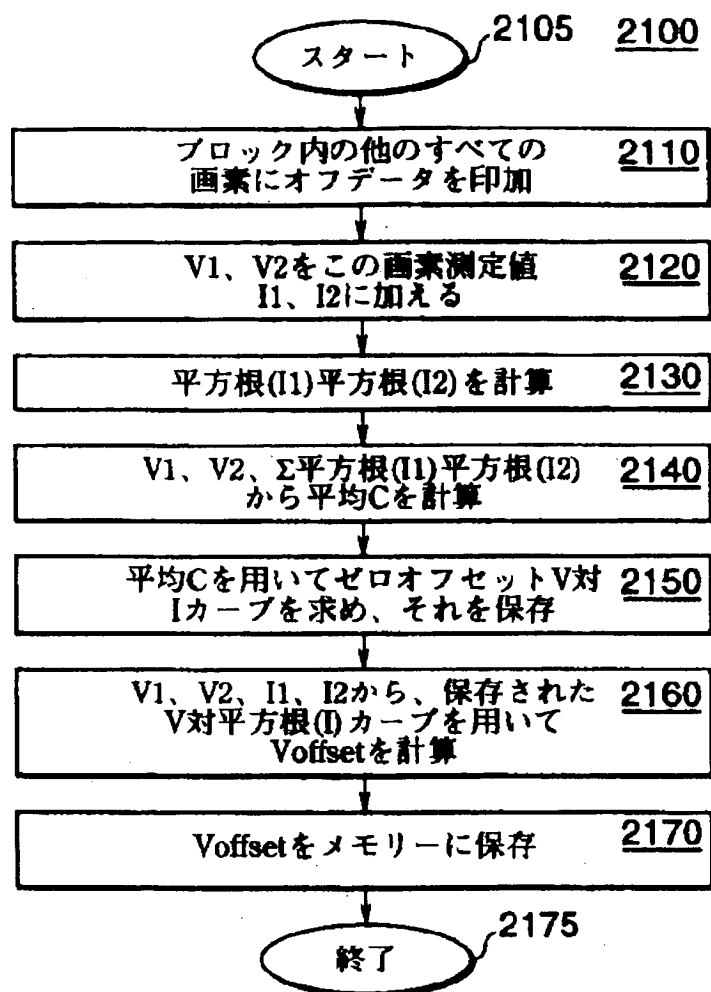 2100
スタート
2105
ブロック内の他のすべての
画素にオフデータを印加
2110
V1、V2をこの画素測定値
I1、I2に加える
2120
平方根(I1)平方根(I2)を計算
2130
V1、V2、Σ平方根(I1)平方根(I2)
から平均Cを計算
2140
平均Cを用いてゼロオフセットV対
Iカーブを求め、それを保存
2150
V1、V2、I1、I2から、保存された
V対平方根(I)カーブを用いて
Voffsetを計算
2160
Voffsetをメモリーに保存
2170
終了
2175